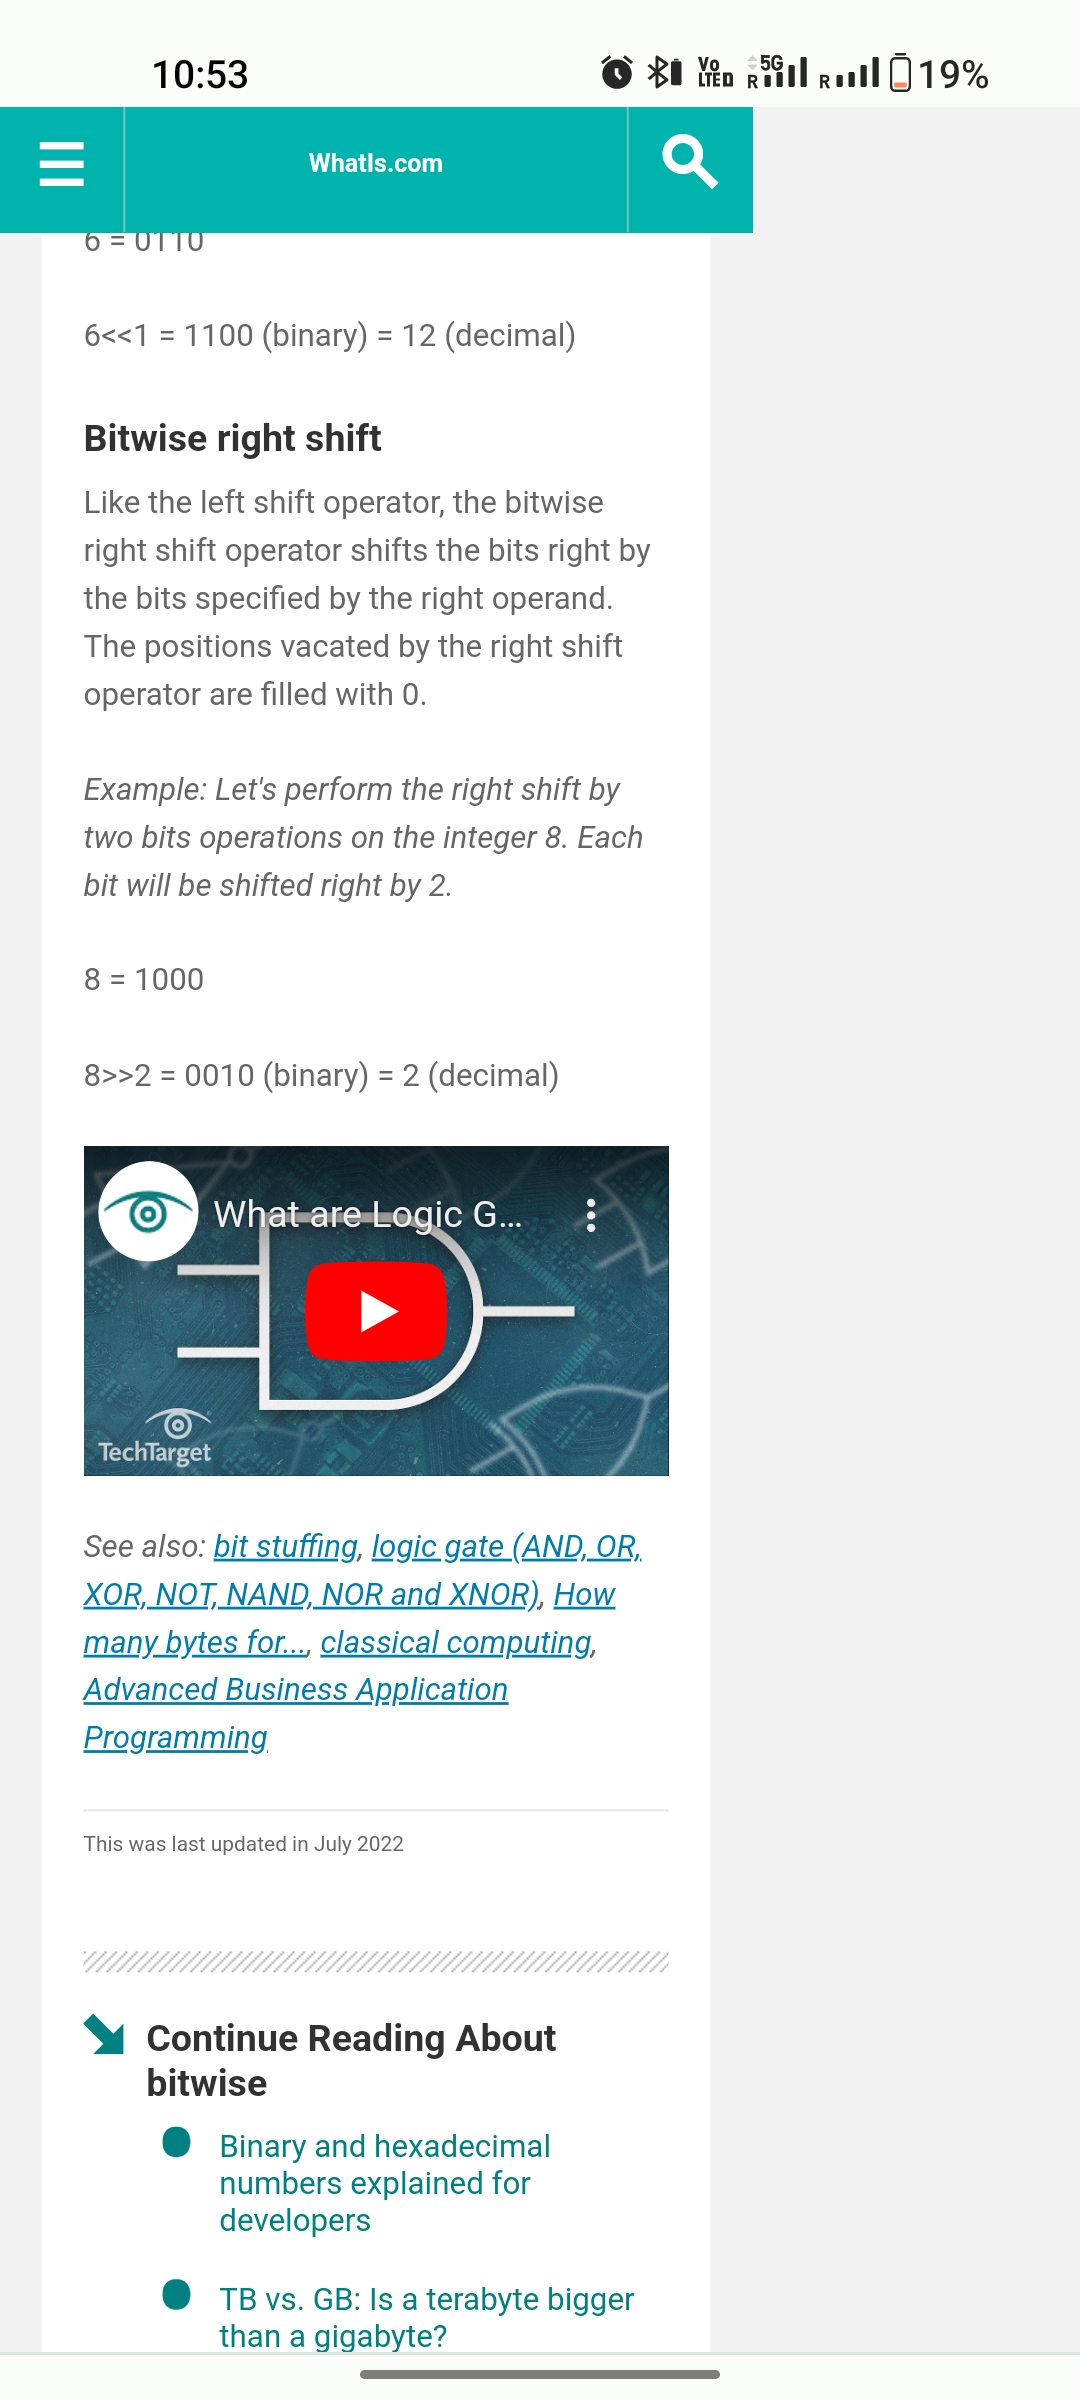 10:53
Vo
LTED
5G
R
R
19%
WhatIs.com
6 = 0110
6<<1 = 1100 (binary) = 12 (decimal)
Bitwise right shift
Like the left shift operator, the bitwise
right shift operator shifts the bits right by
the bits specified by the right operand.
The positions vacated by the right shift
operator are filled with 0.
Example: Let's perform the right shift by
two bits operations on the integer 8. Each
bit will be shifted right by 2.
8 = 1000
8>>2 = 0010 (binary) = 2 (decimal)
What are Logic G...
TechTarget
See also: bit stuffing, logic gate (AND, OR,
XOR, NOT, NAND, NOR and XNOR), How
many bytes for..., classical computing,
Advanced Business Application
Programming
This was last updated in July 2022
Continue Reading About
bitwise
Binary and hexadecimal
numbers explained for
developers
TB vs. GB: Is a terabyte bigger
than a gigabyte?